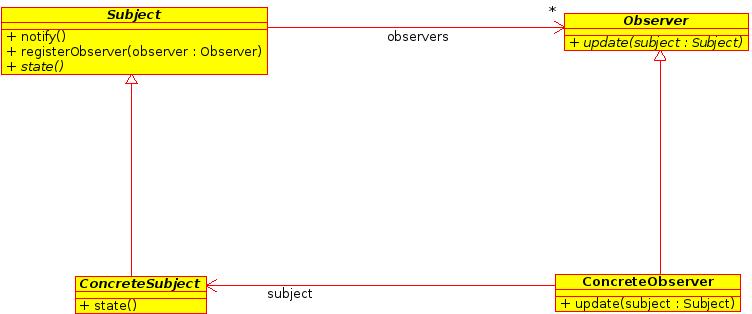 Subject
+ notify()
+ registerObserver(observer : Observer)
+ state()
observers
*
Observer
+ update(subject : Subject)
ConcreteSubject
+ state()
subject
ConcreteObserver
+ update(subject : Subject)